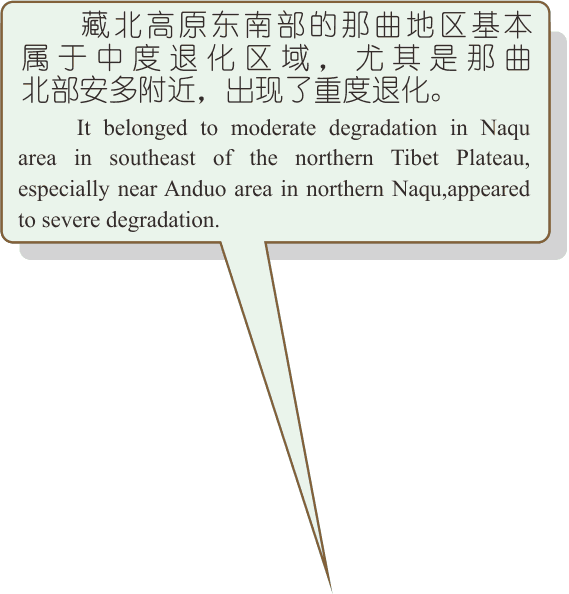 藏北高原东南部的那曲地区基本
属于中度退化区域，尤其是那曲
北部安多附近，出现了重度退化。
It belonged to moderate degradation in Naqu
area in southeast of the northern Tibet Plateau,
especially near Anduo area in northern Naqu,appeared
to severe degradation.